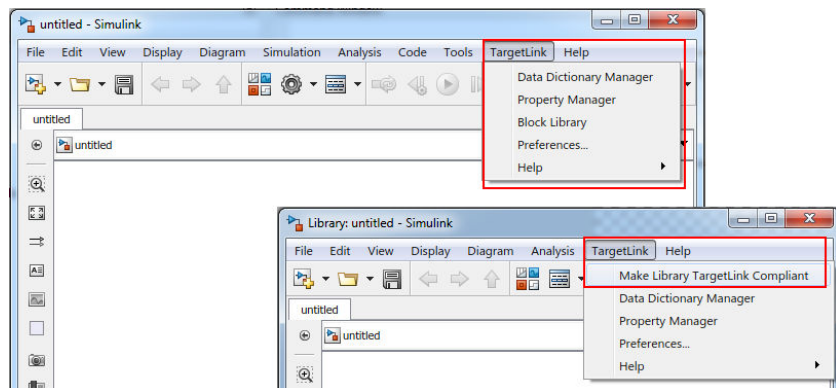 untitled - Simulink
File Edit View Display Diagram Simulation Analysis Code Tools TargetLink Help
Data Dictionary Manager
Property Manager
Block Library
Preferences...
Help
untitled
untitled
Library: untitled - Simulink
File Edit View Display Diagram Analysis TargetLink Help
Make Library TargetLink Compliant
Data Dictionary Manager
Property Manager
Preferences...
Help
untitled
untitled